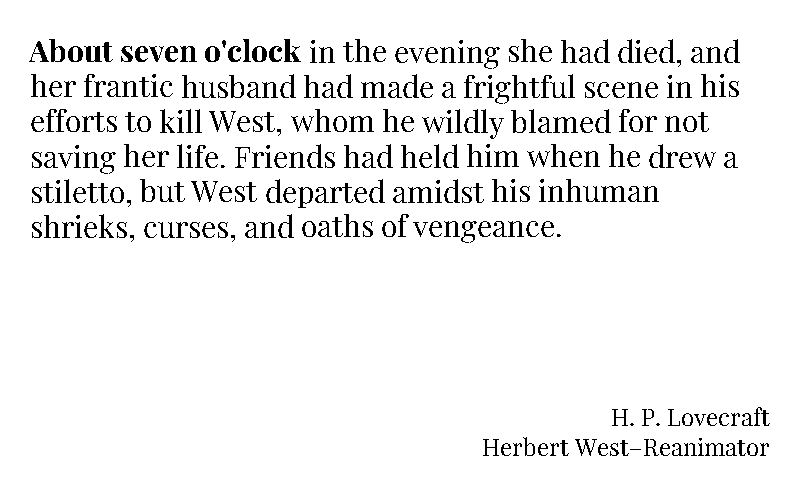 About seven o'clock in the evening she had died, and
her frantic husband had made a frightful scene in his
efforts to kill West, whom he wildly blamed for not
saving her life. Friends had held him when he drew a
stiletto, but West departed amidst his inhuman
shrieks, curses, and oaths of vengeance.
H. P. Lovecraft
Herbert West–Reanimator